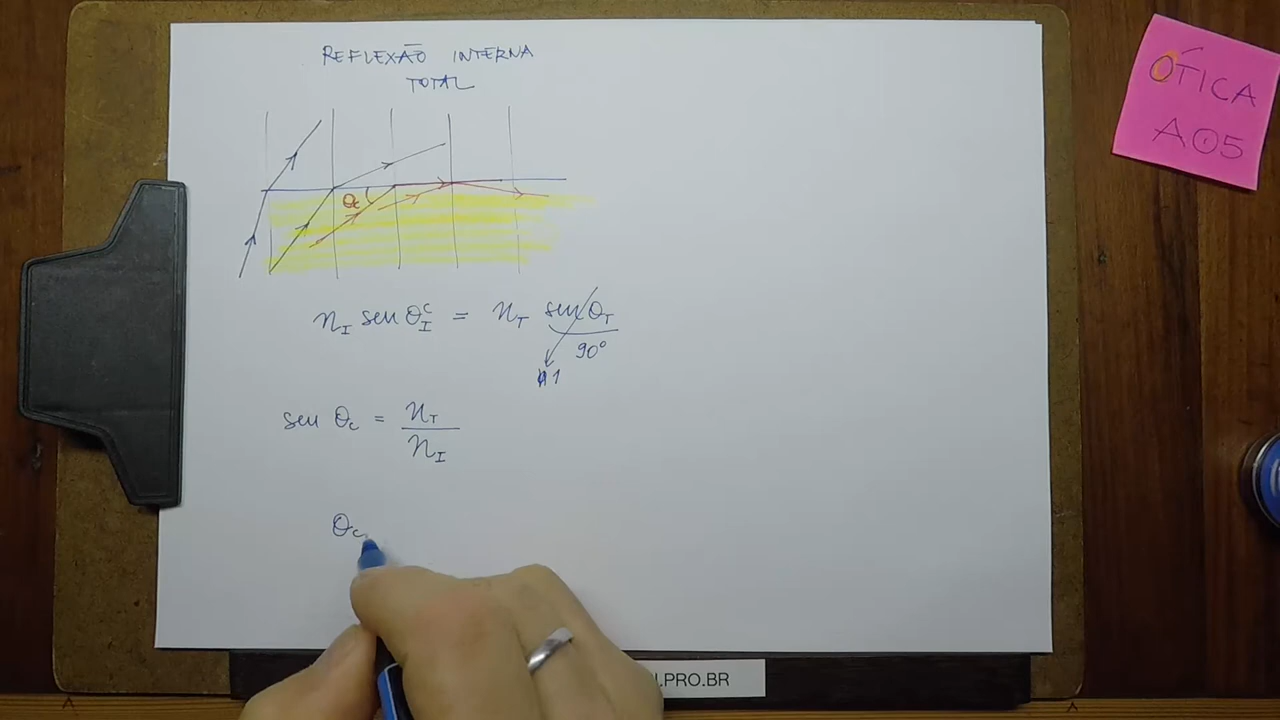 REFLEXÃO INTERNA
TOTAL
θc
n_I sen θ_I^c = n_T sen θ_T
90°
1
sen θc = n_T / n_I
θc
ÓTICA
A05
.PRO.BR